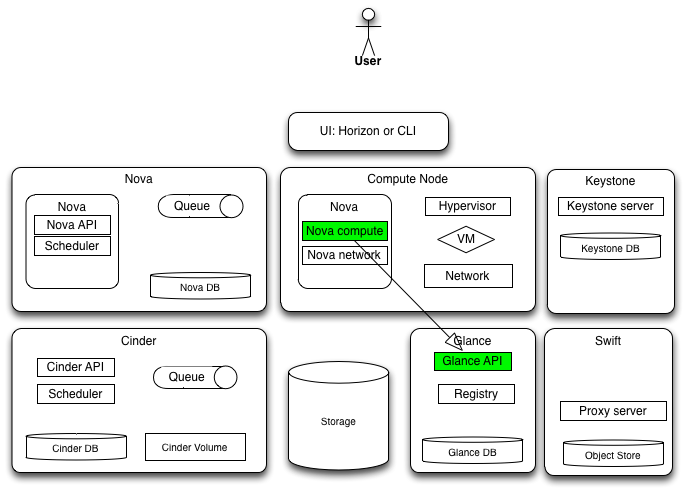 User
UI: Horizon or CLI
Nova
Nova
Nova API
Scheduler
Queue
Nova DB
Compute Node
Nova
Nova compute
Nova network
Hypervisor
VM
Network
Keystone
Keystone server
Keystone DB
Cinder
Cinder API
Scheduler
Queue
Cinder DB
Cinder Volume
Storage
Glance
Glance API
Registry
Glance DB
Swift
Proxy server
Object Store